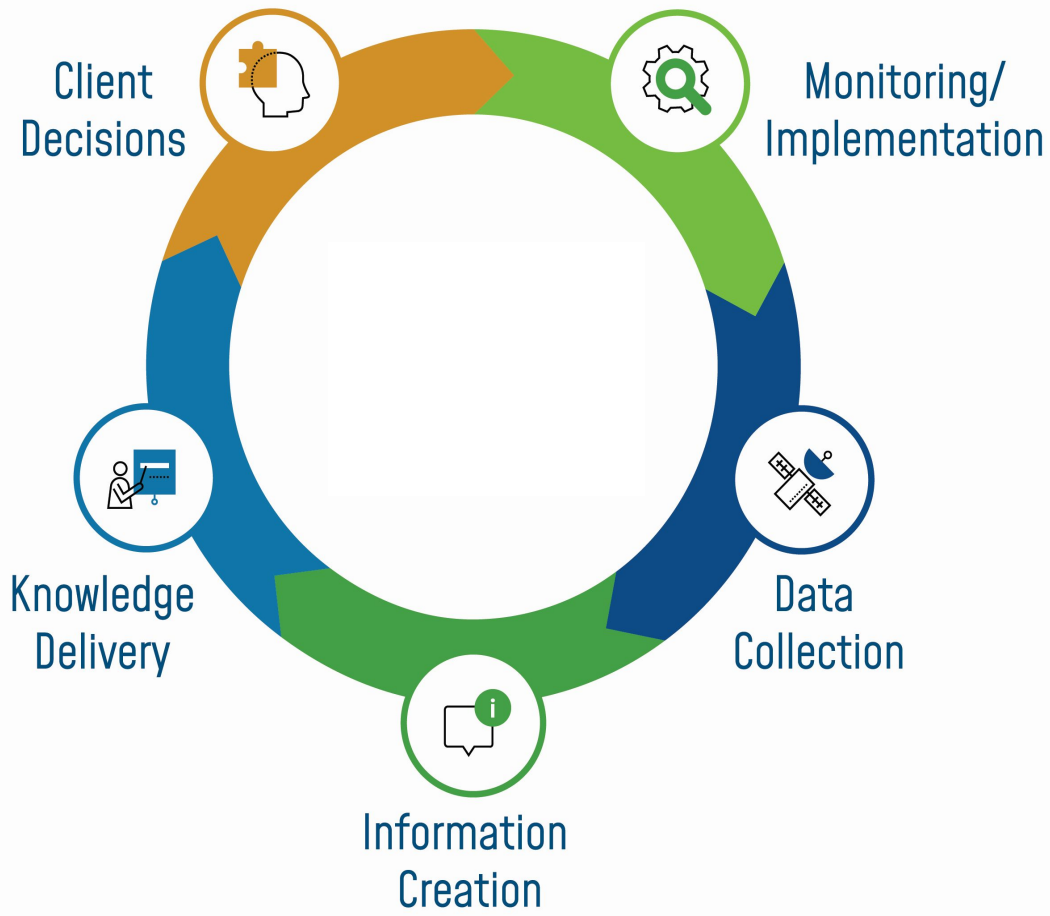 Client
Decisions
Monitoring/
Implementation
Knowledge
Delivery
Data
Collection
i
Information
Creation